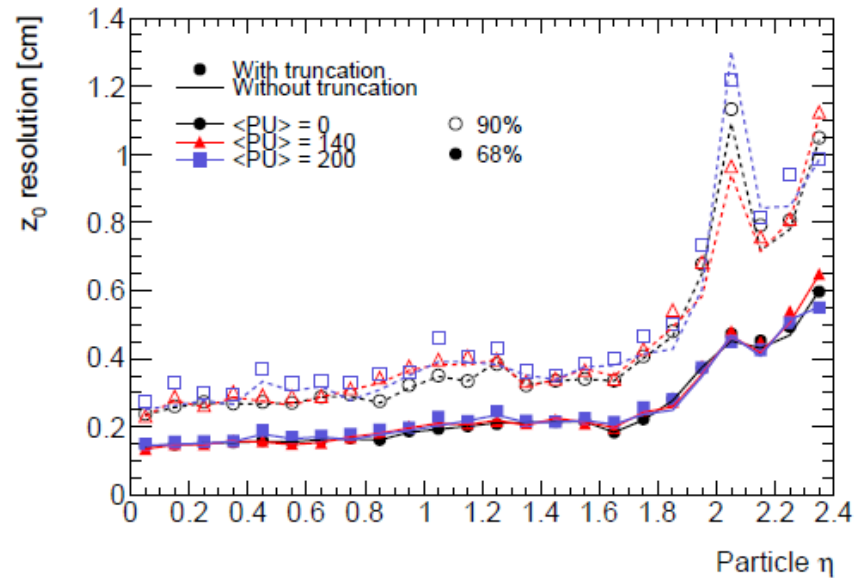 z0 resolution [cm]
1.4
1.2
1
0.8
0.6
0.4
0.2
0
With truncation
Without truncation
<PU> = 0
<PU> = 140
<PU> = 200
90%
68%
0 0.2 0.4 0.6 0.8 1 1.2 1.4 1.6 1.8 2 2.2 2.4
Particle η